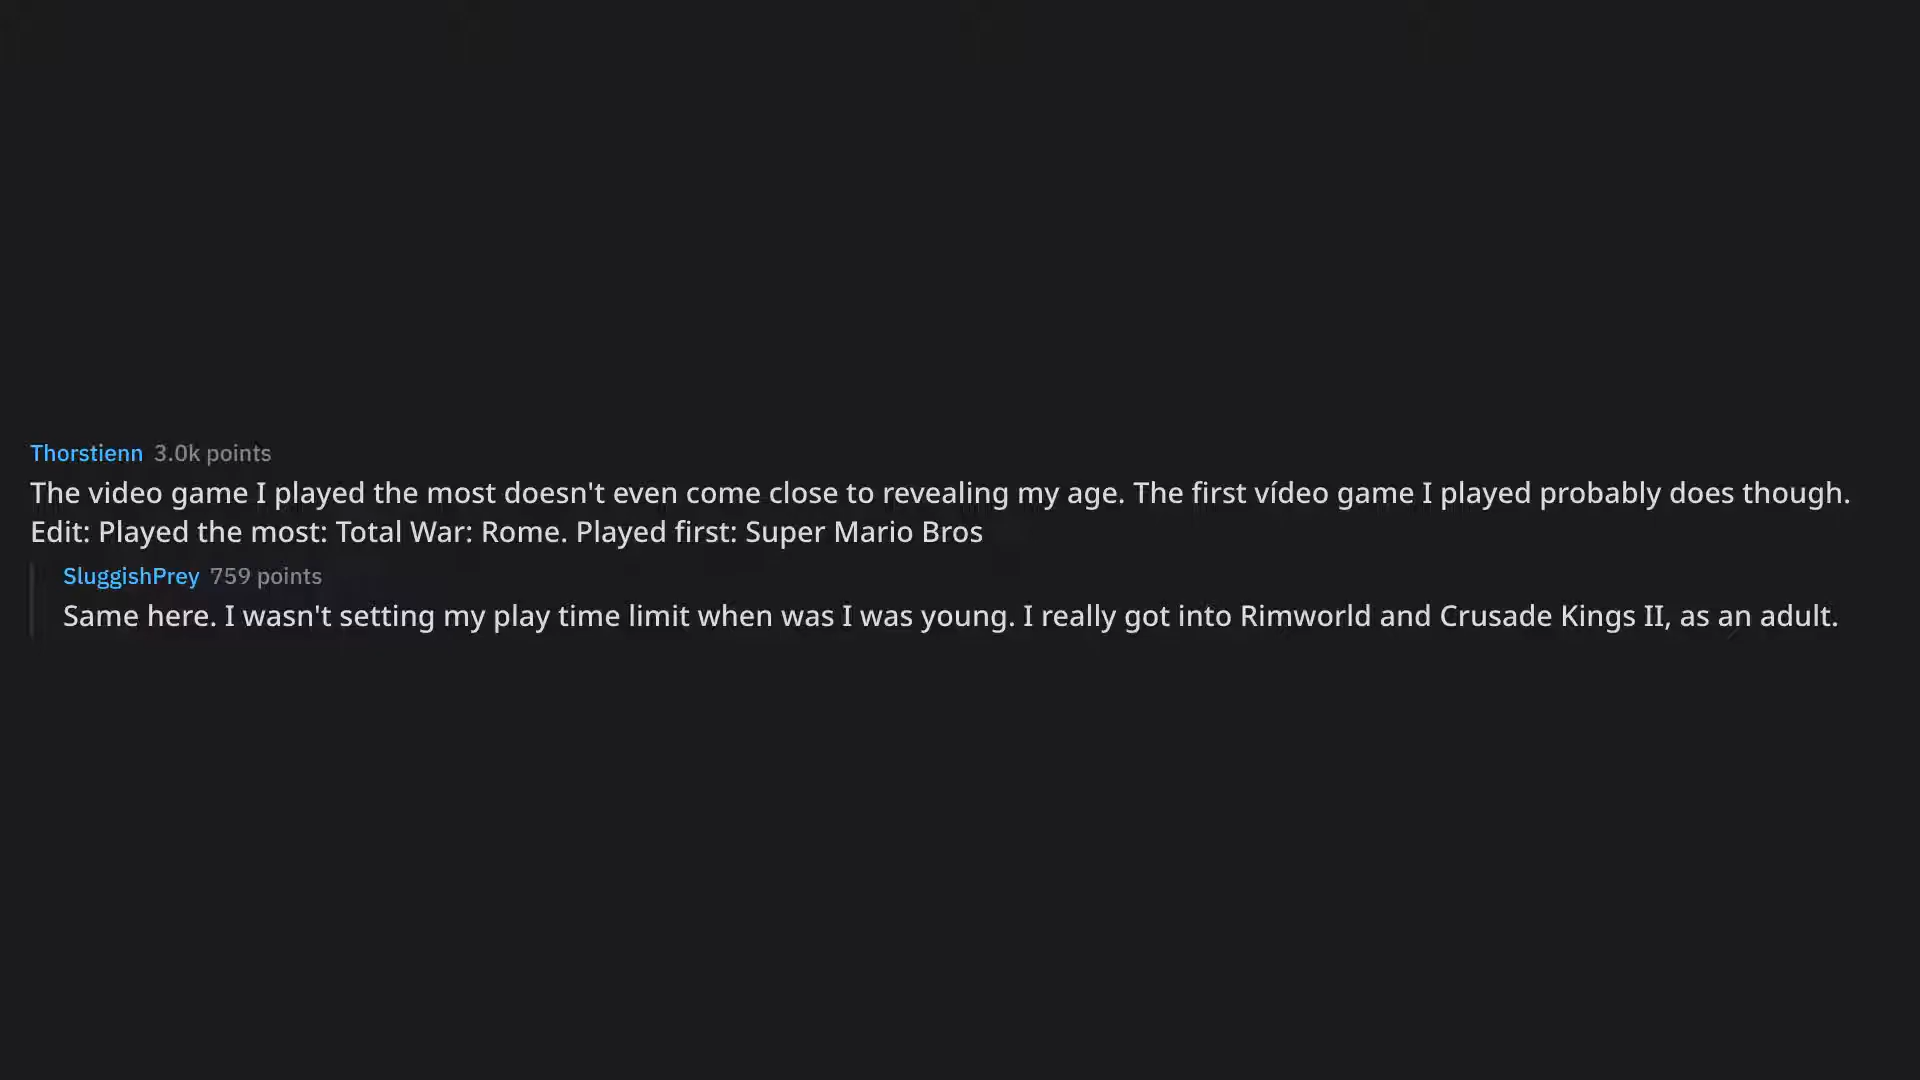 Thorstienn 3.0k points
The video game I played the most doesn't even come close to revealing my age. The first vídeo game I played probably does though.
Edit: Played the most: Total War: Rome. Played first: Super Mario Bros
SluggishPrey 759 points
Same here. I wasn't setting my play time limit when was I was young. I really got into Rimworld and Crusade Kings II, as an adult.